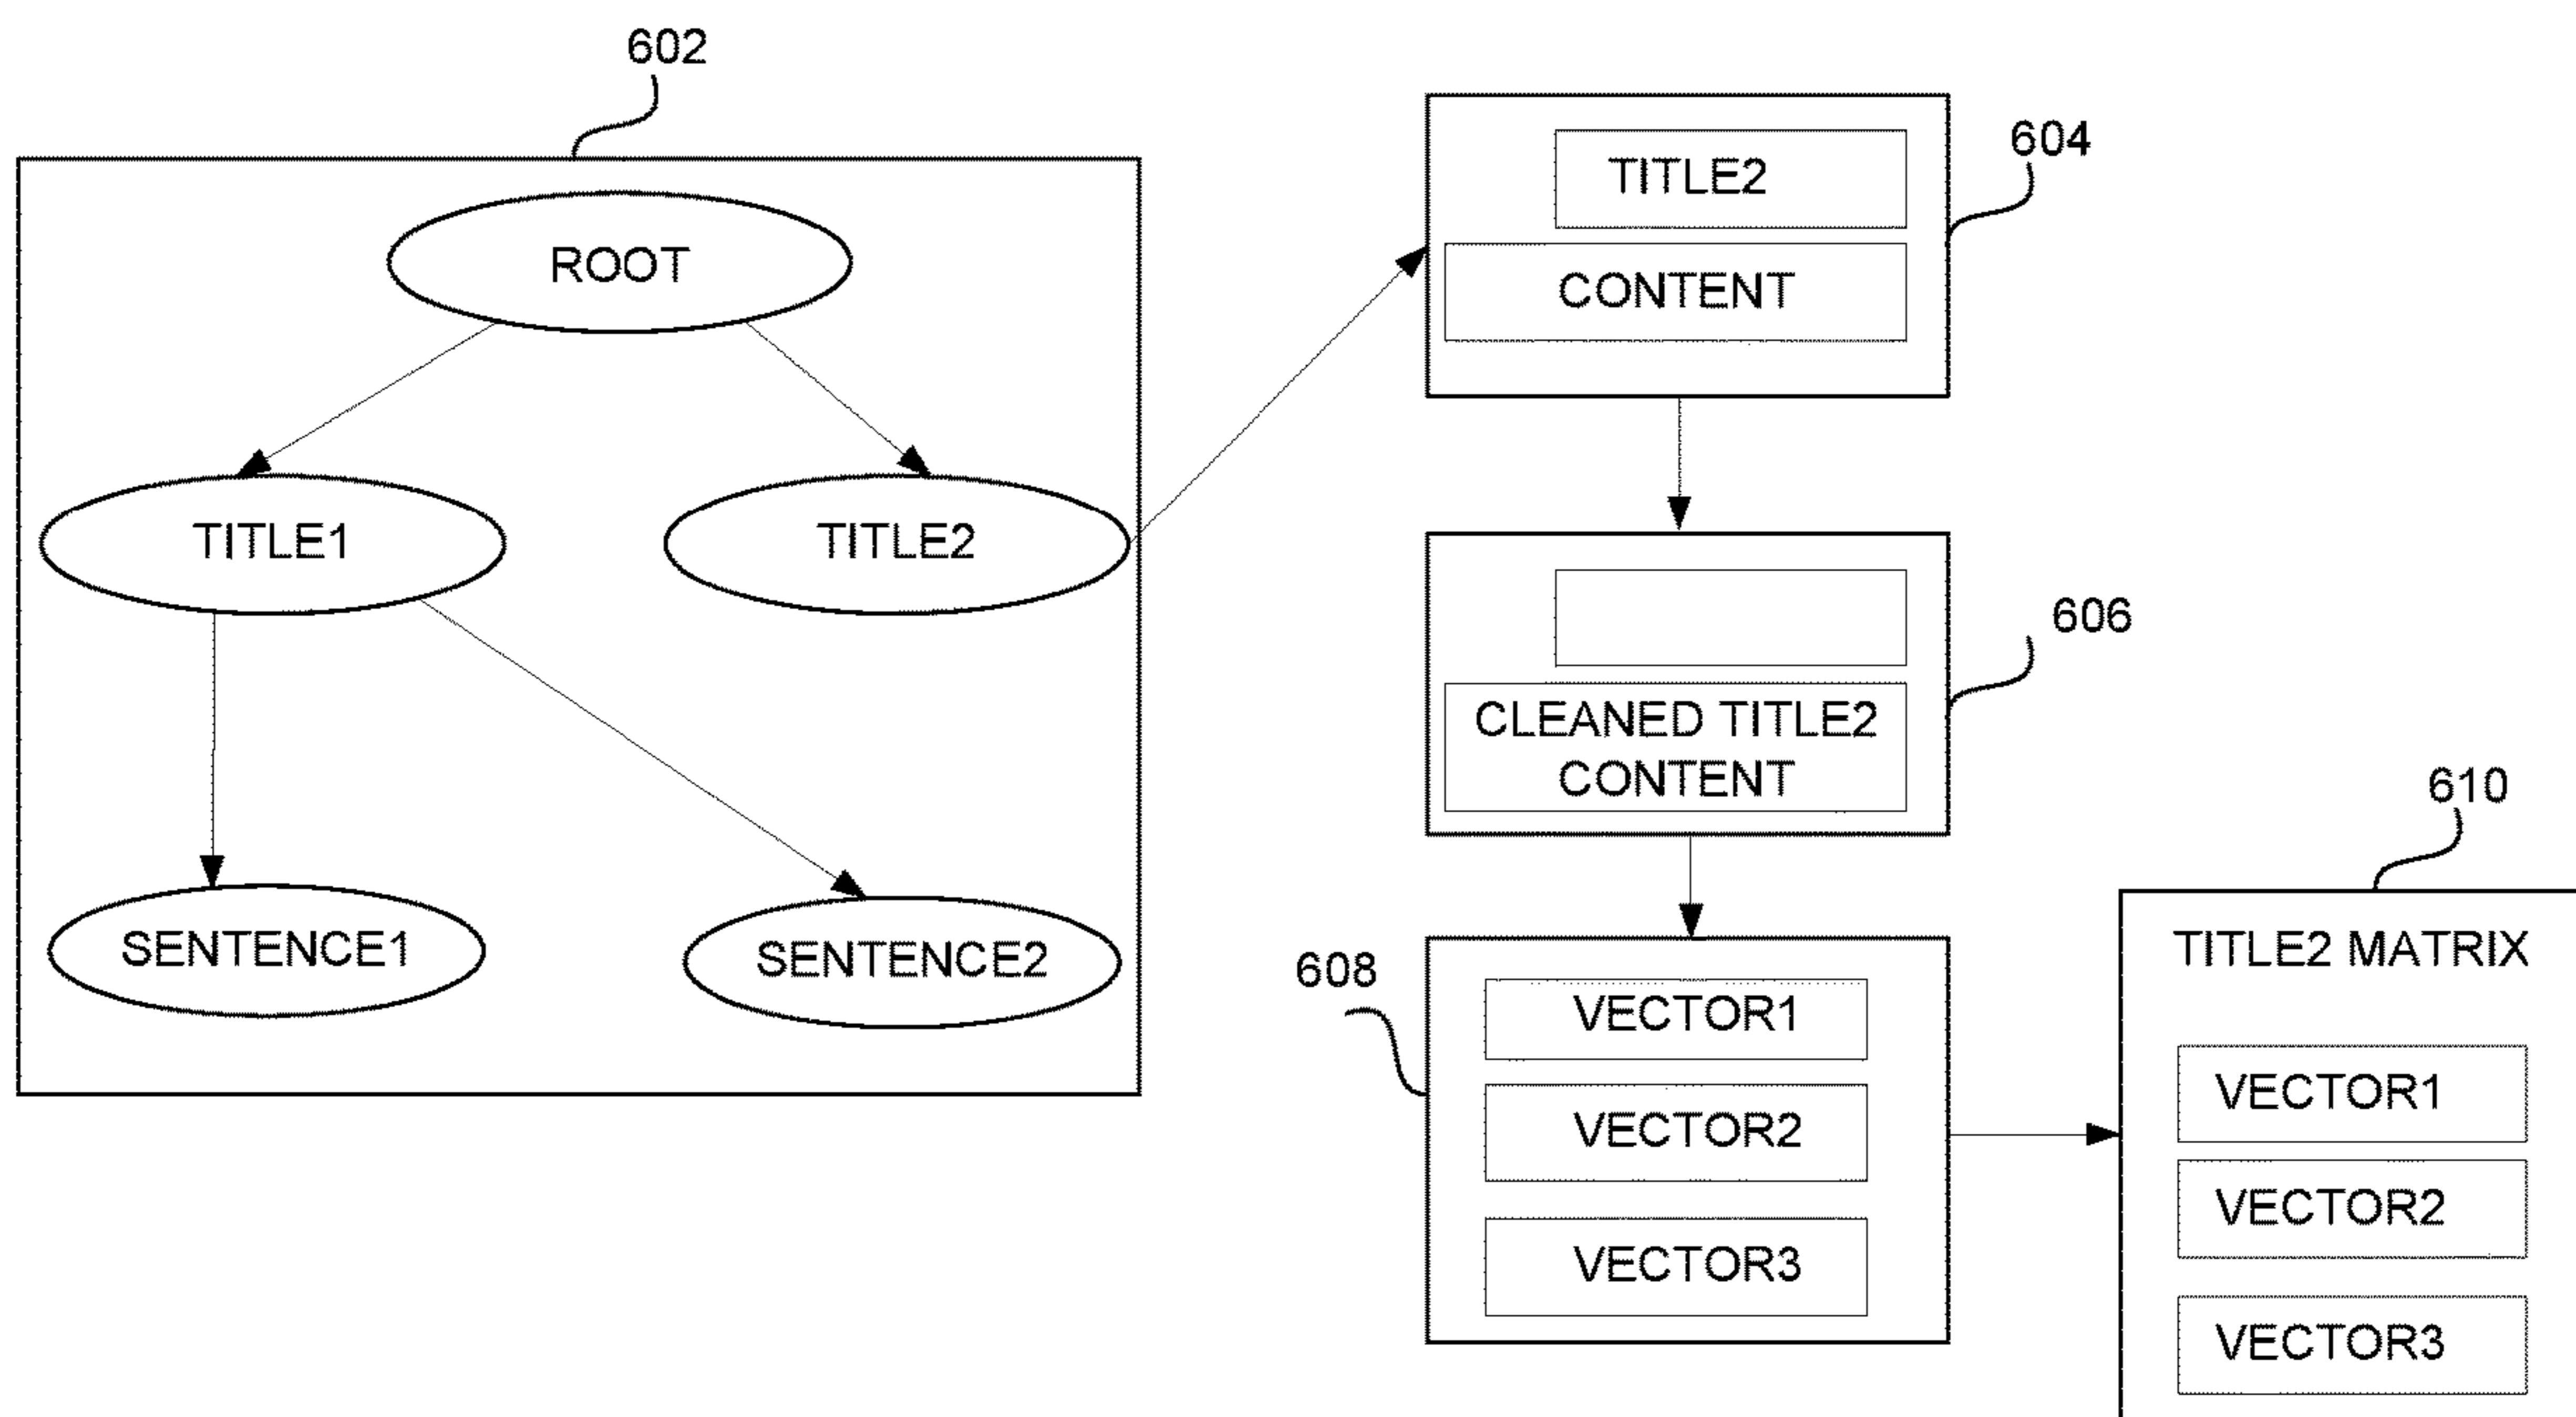 602
ROOT
TITLE1
TITLE2
SENTENCE1
SENTENCE2
604
TITLE2
CONTENT
606
CLEANED TITLE2
CONTENT
608
VECTOR1
VECTOR2
VECTOR3
610
TITLE2 MATRIX
VECTOR1
VECTOR2
VECTOR3